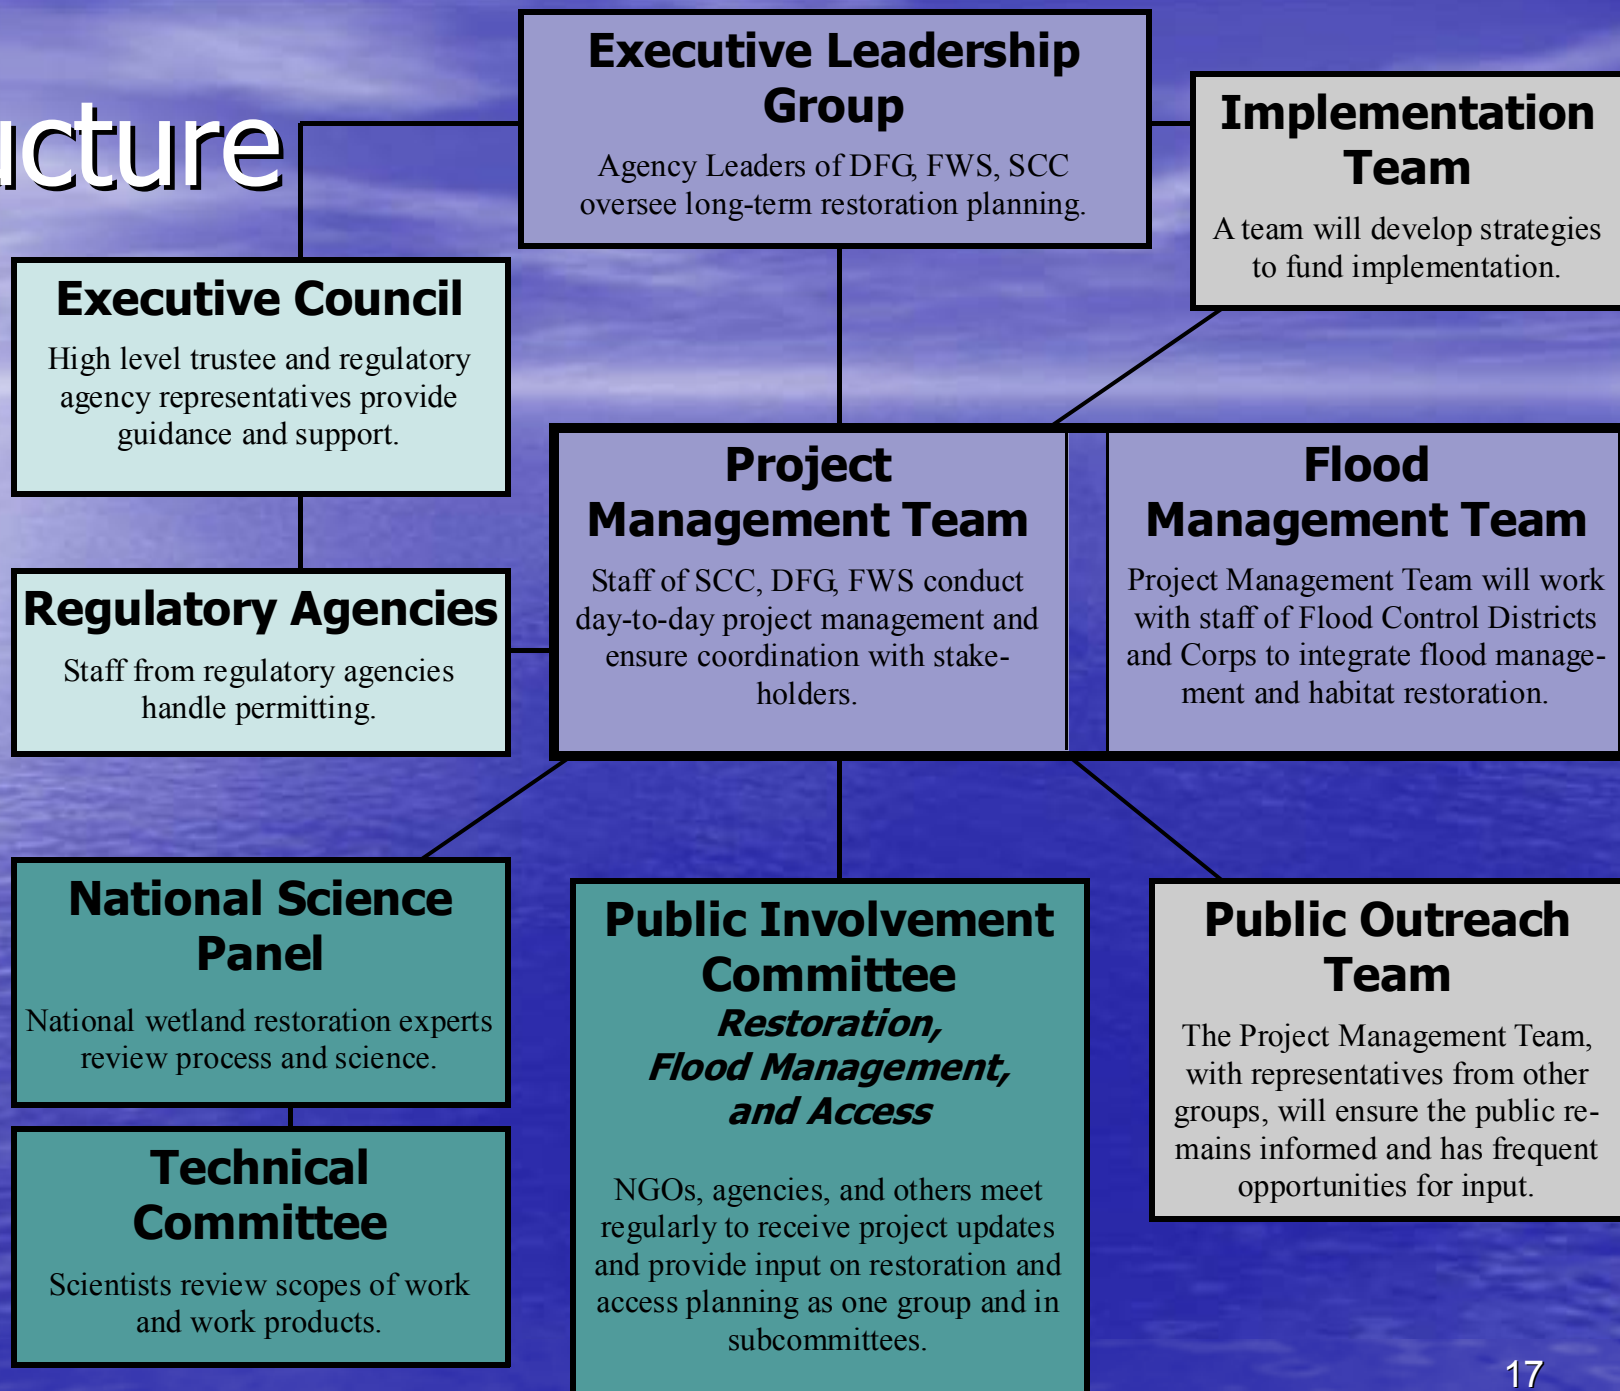 ucture
Executive Leadership
Group
Agency Leaders of DFG, FWS, SCC
oversee long-term restoration planning.
Implementation
Team
A team will develop strategies
to fund implementation.
Executive Council
High level trustee and regulatory
agency representatives provide
guidance and support.
Project
Management Team
Staff of SCC, DFG, FWS conduct
day-to-day project management and
ensure coordination with stake-
holders.
Flood
Management Team
Project Management Team will work
with staff of Flood Control Districts
and Corps to integrate flood manage-
ment and habitat restoration.
Regulatory Agencies
Staff from regulatory agencies
handle permitting.
National Science
Panel
National wetland restoration experts
review process and science.
Technical
Committee
Scientists review scopes of work
and work products.
Public Involvement
Committee
Restoration,
Flood Management,
and Access
NGOs, agencies, and others meet
regularly to receive project updates
and provide input on restoration and
access planning as one group and in
subcommittees.
Public Outreach
Team
The Project Management Team,
with representatives from other
groups, will ensure the public re-
mains informed and has frequent
opportunities for input.
17